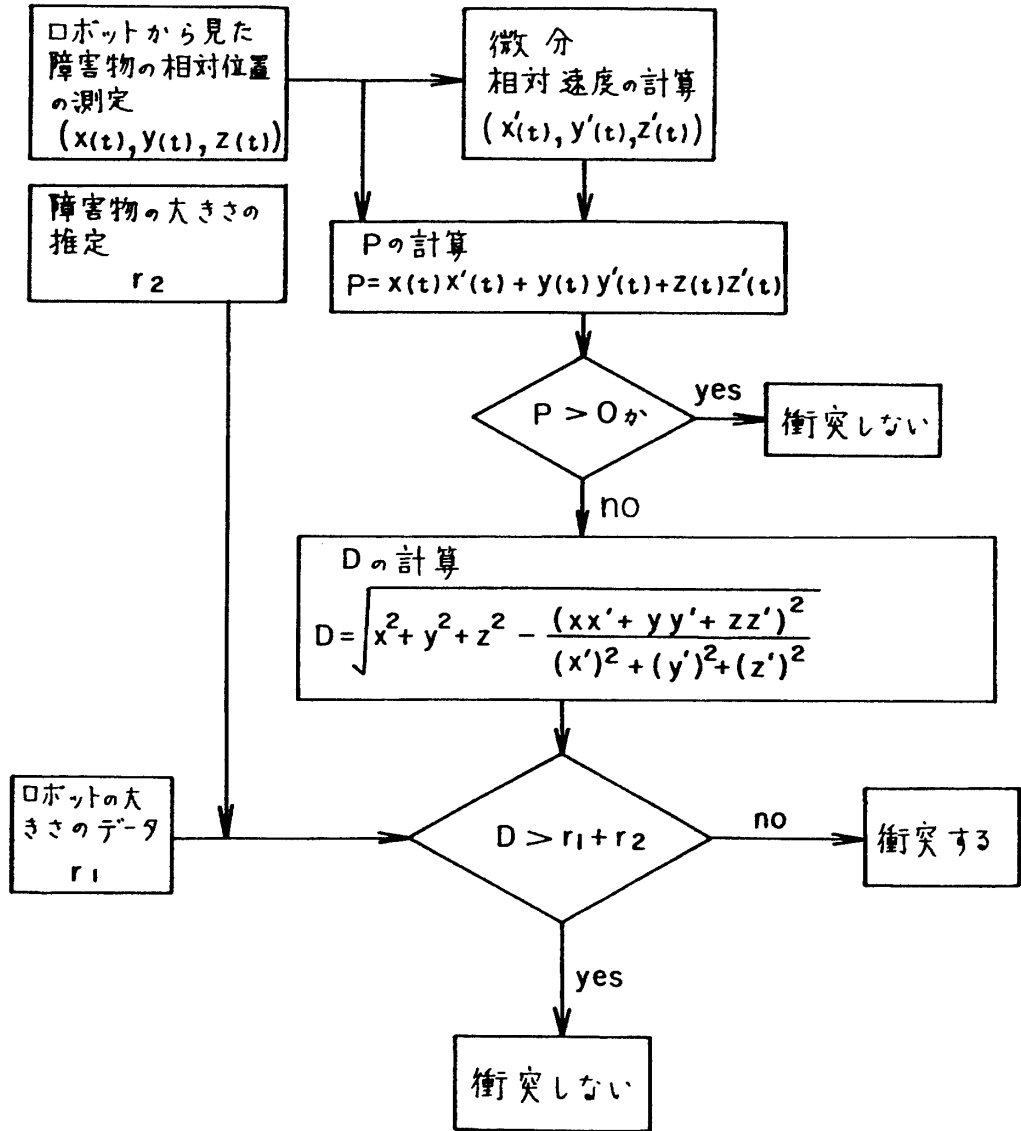 ロボットから見た
障害物の相対位置
の測定
(x(t), y(t), z(t))
微分
相対速度の計算
(x'(t), y'(t), z'(t))
障害物の大きさの
推定
r2
Pの計算
P= x(t)x'(t) + y(t)y'(t)+z(t)z'(t)
P > 0か
yes
衝突しない
no
Dの計算
D=√x²+ y²+ z² - (xx'+ yy'+ zz')²/(x')²+(y')²+(z')²
ロボットの大
きさのデータ
r1
D > r1+r2
no
衝突する
yes
衝突しない